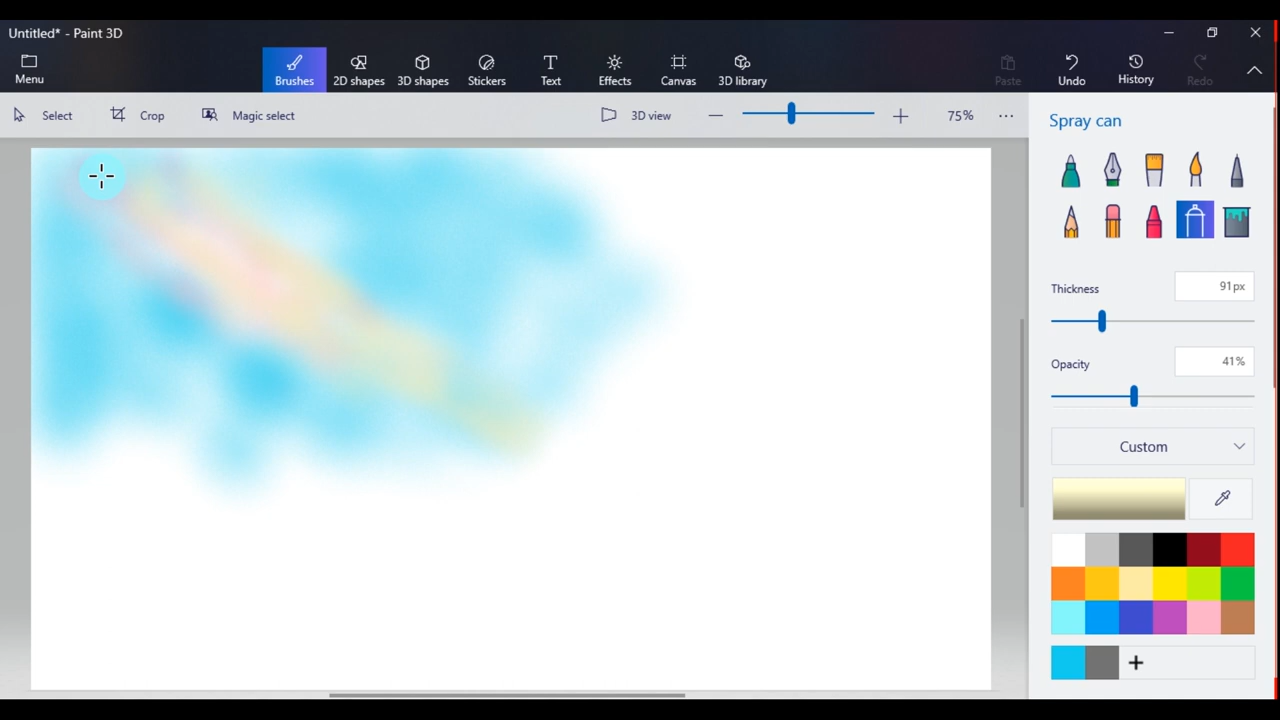 Untitled* - Paint 3D
Menu
Brushes
2D shapes
3D shapes
Stickers
Text
Effects
Canvas
3D library
Paste
Undo
History
Redo
Select
Crop
Magic select
3D view
75%
Spray can
Thickness
91px
Opacity
41%
Custom